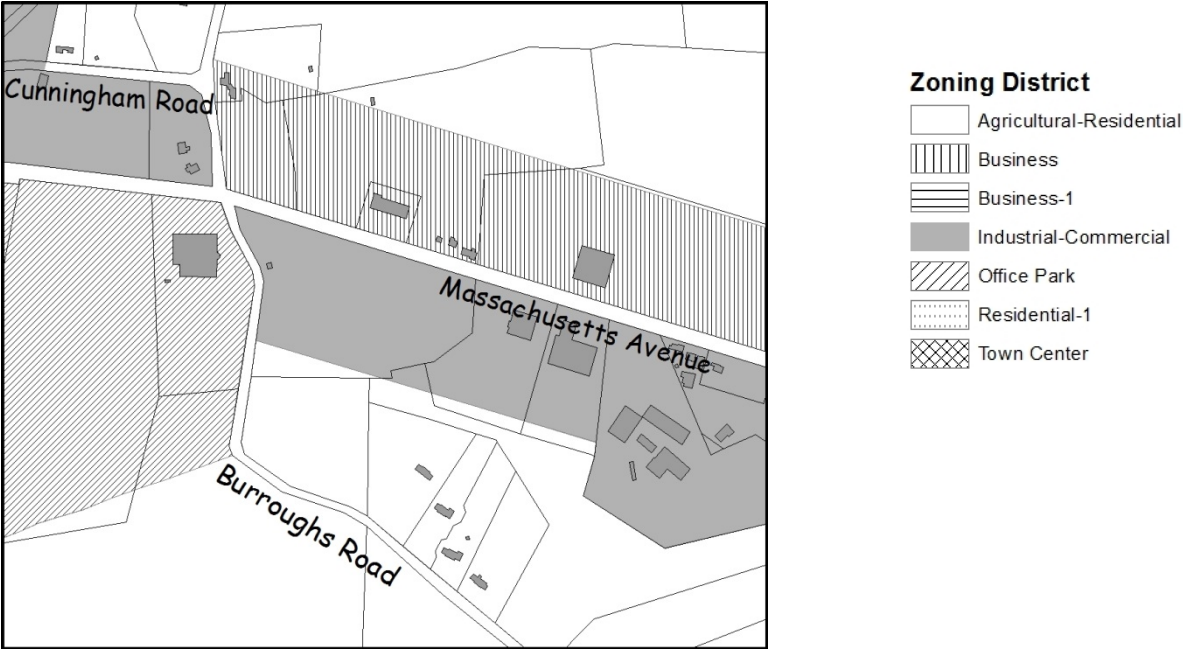 Cunningham Road
Massachusetts Avenue
Burroughs Road
Zoning District
Agricultural-Residential
Business
Business-1
Industrial-Commercial
Office Park
Residential-1
Town Center